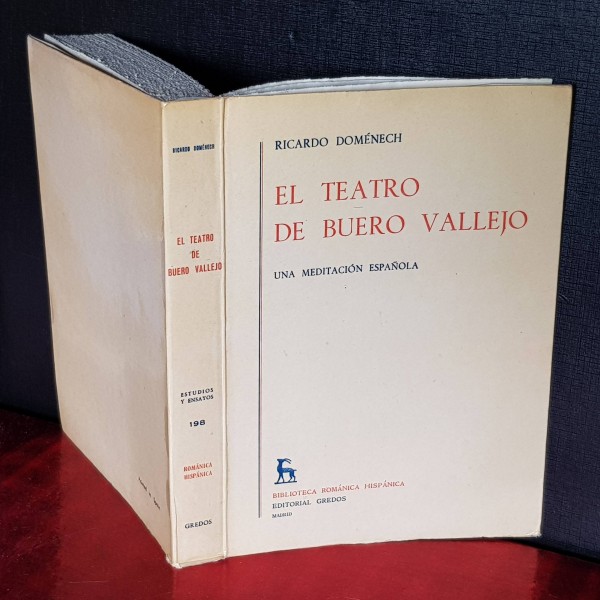 RICARDO DOMÉNECH
EL TEATRO
DE
BUERO VALLEJO
ESTUDIOS
Y ENSAYOS
198
ROMÁNICA
HISPÁNICA
GREDOS
RICARDO DOMÉNECH
EL TEATRO
DE BUERO VALLEJO
UNA MEDITACIÓN ESPAÑOLA
BIBLIOTECA ROMÁNICA HISPÁNICA
EDITORIAL GREDOS
MADRID